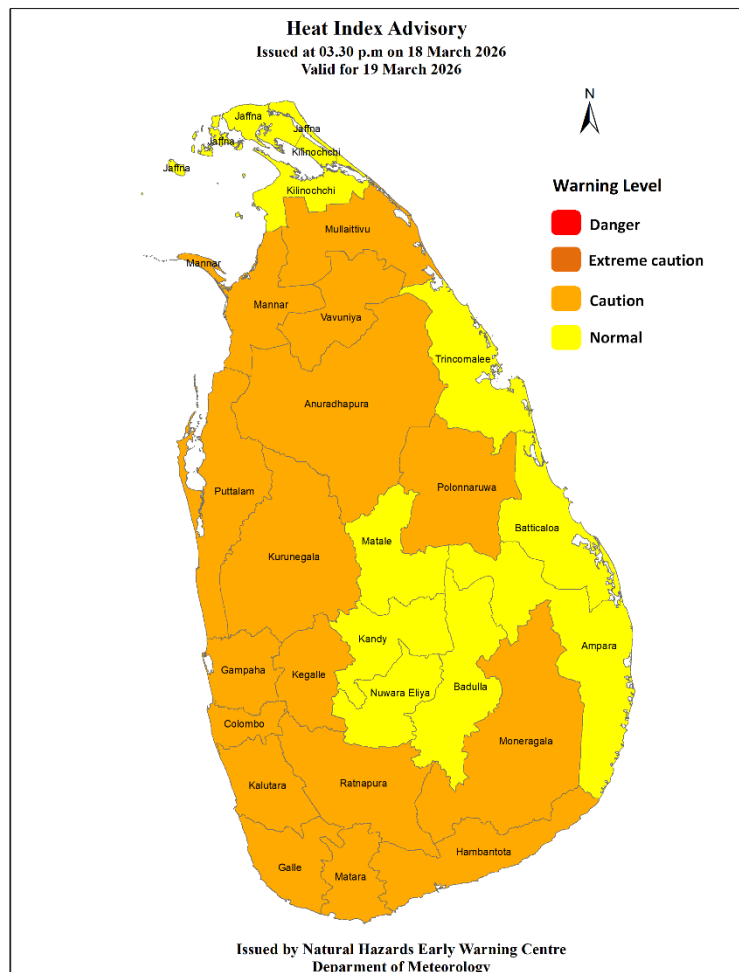 Heat Index Advisory
Issued at 03.30 p.m on 18 March 2026
Valid for 19 March 2026
N
Jaffna
Jaffna
Jaffna
Kilinochchi
Jaffna
Kilinochchi
Warning Level
Danger
Extreme caution
Caution
Normal
Mullaittivu
Mannar
Mannar
Vavuniya
Trincomalee
Anuradhapura
Polonnaruwa
Puttalam
Batticaloa
Matale
Kurunegala
Kandy
Ampara
Gampaha
Kegalle
Nuwara Eliya
Badulla
Colombo
Moneragala
Kalutara
Ratnapura
Hambantota
Galle
Matara
Issued by Natural Hazards Early Warning Centre
Deparment of Meteorology